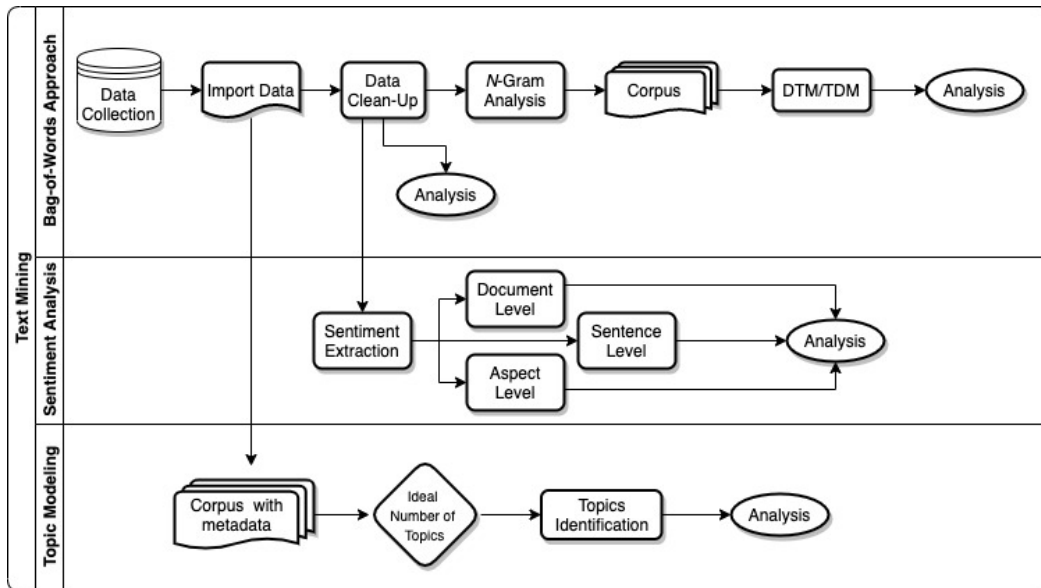 Text Mining
Bag-of-Words Approach
Data
Collection
Import Data
Data
Clean-Up
N-Gram
Analysis
Corpus
DTM/TDM
Analysis
Analysis
Sentiment Analysis
Sentiment
Extraction
Document
Level
Sentence
Level
Aspect
Level
Analysis
Topic Modeling
Corpus with
metadata
Ideal
Number of
Topics
Topics
Identification
Analysis